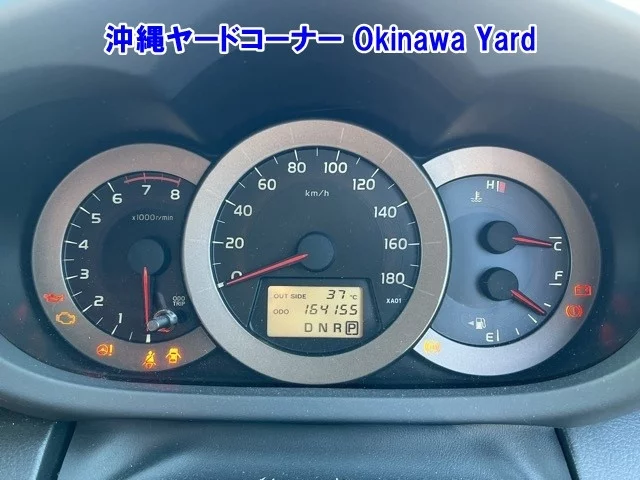 沖縄ヤードコーナー Okinawa Yard
1 2 3 4 5 6 7 8
x1000r/min
ODO
TRIP
0 20 40 60 80 100 120 140 160 180
km/h
OUT SIDE 37°C
ODO 164155
D N R P
XA01
H
C
F
E